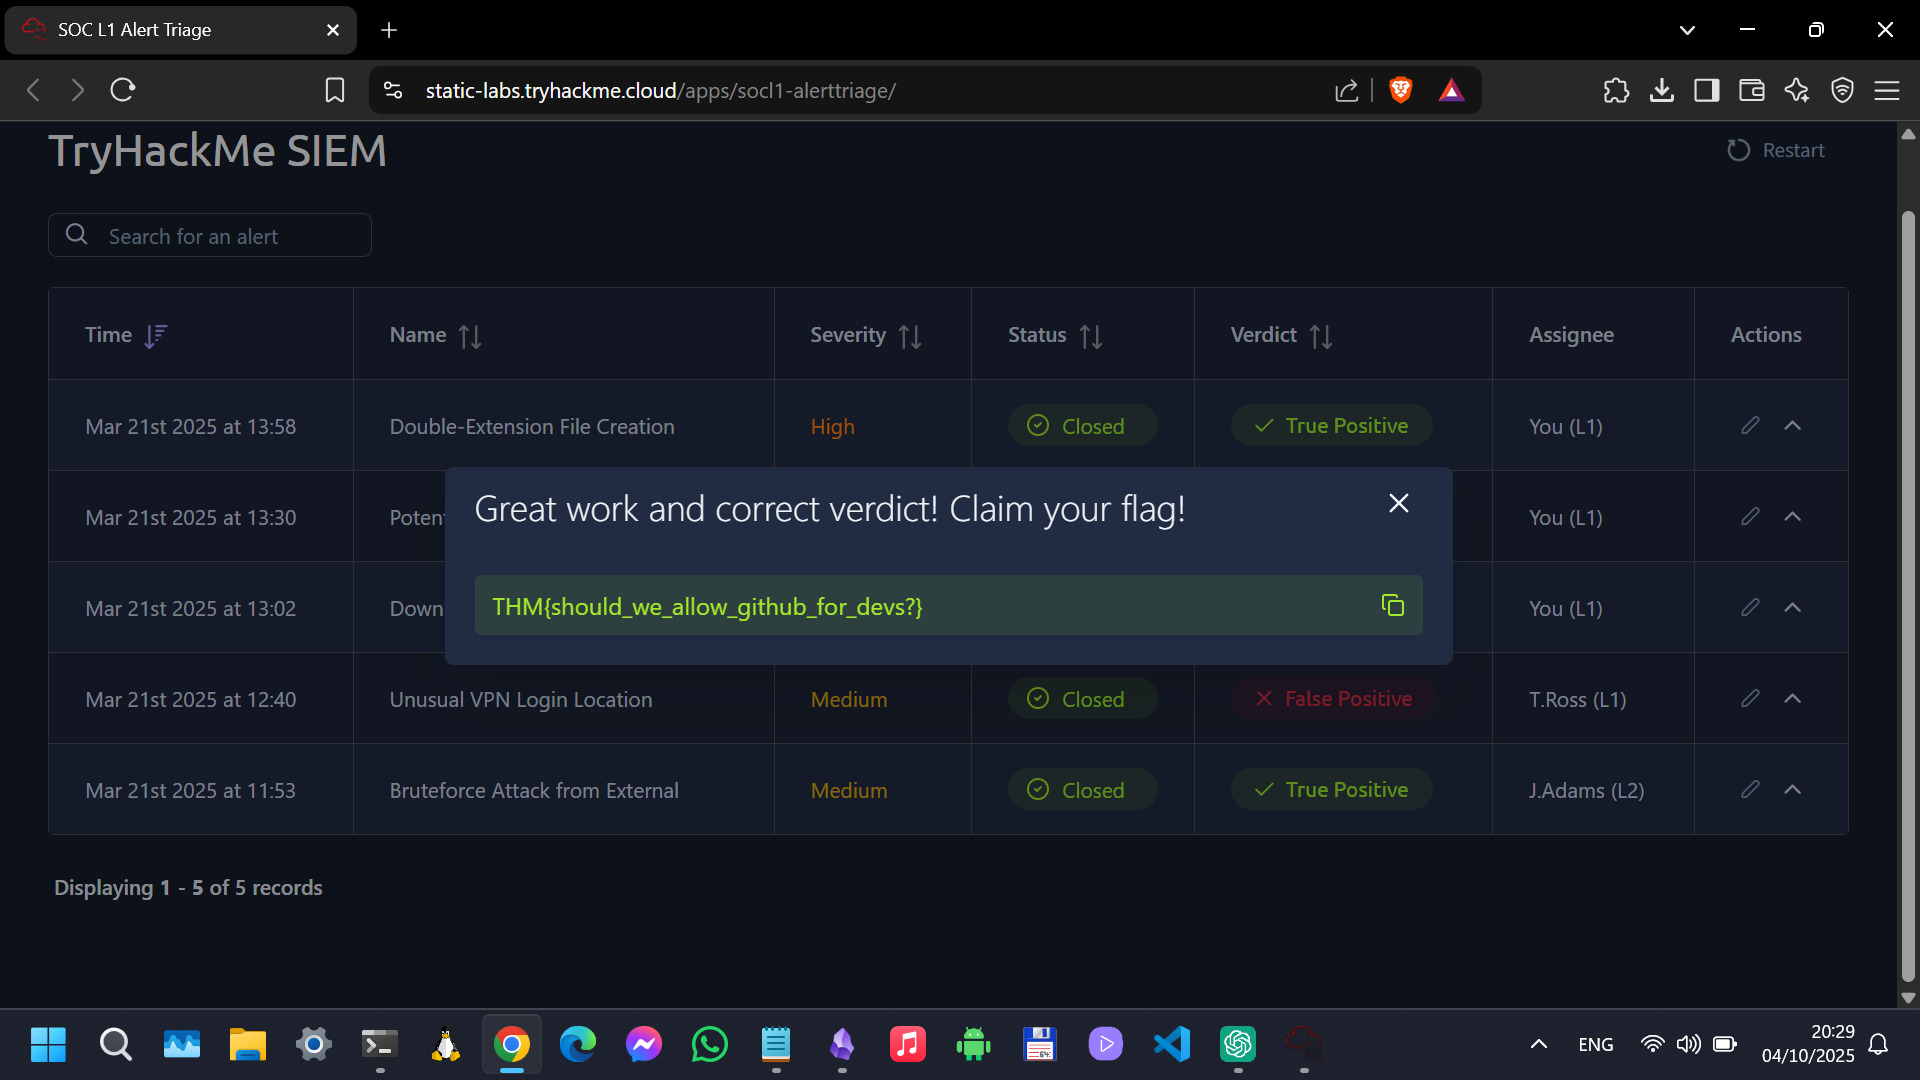 SOC L1 Alert Triage
static-labs.tryhackme.cloud/apps/socl1-alerttriage/
TryHackMe SIEM
Restart
Search for an alert
Time Name Severity Status Verdict Assignee Actions
Mar 21st 2025 at 13:58 Double-Extension File Creation High Closed True Positive You (L1)
Mar 21st 2025 at 13:30 Poten You (L1)
Great work and correct verdict! Claim your flag!
Mar 21st 2025 at 13:02 Down You (L1)
THM{should_we_allow_github_for_devs?}
Mar 21st 2025 at 12:40 Unusual VPN Login Location Medium Closed False Positive T.Ross (L1)
Mar 21st 2025 at 11:53 Bruteforce Attack from External Medium Closed True Positive J.Adams (L2)
Displaying 1 - 5 of 5 records
64
ENG
20:29
04/10/2025